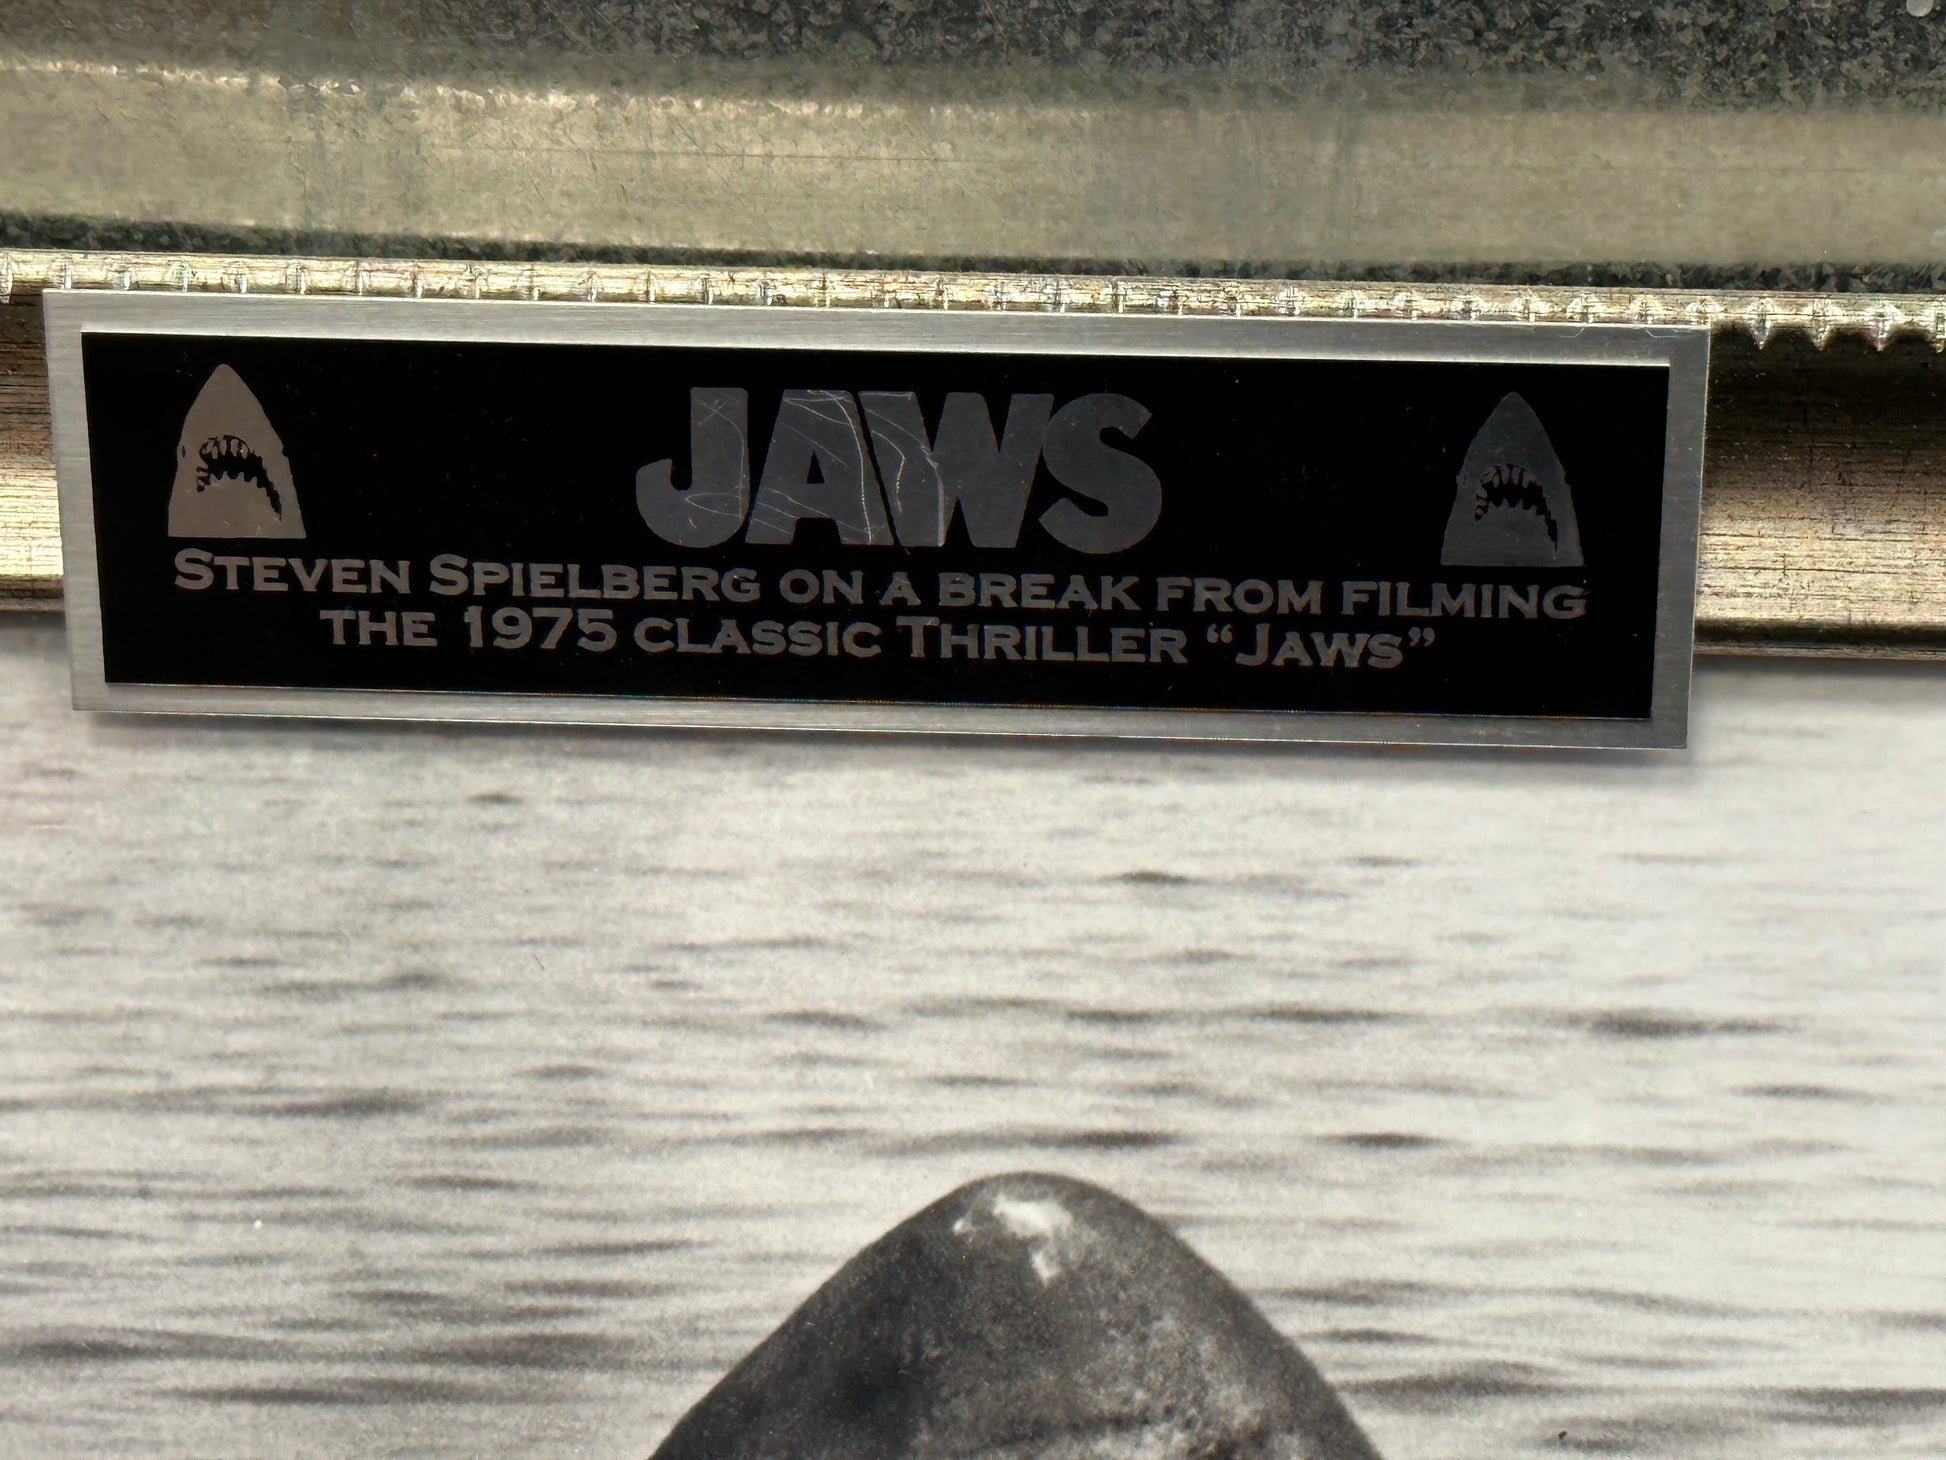 JAWS
STEVEN SPIELBERG ON A BREAK FROM FILMING
THE 1975 CLASSIC THRILLER “JAWS”